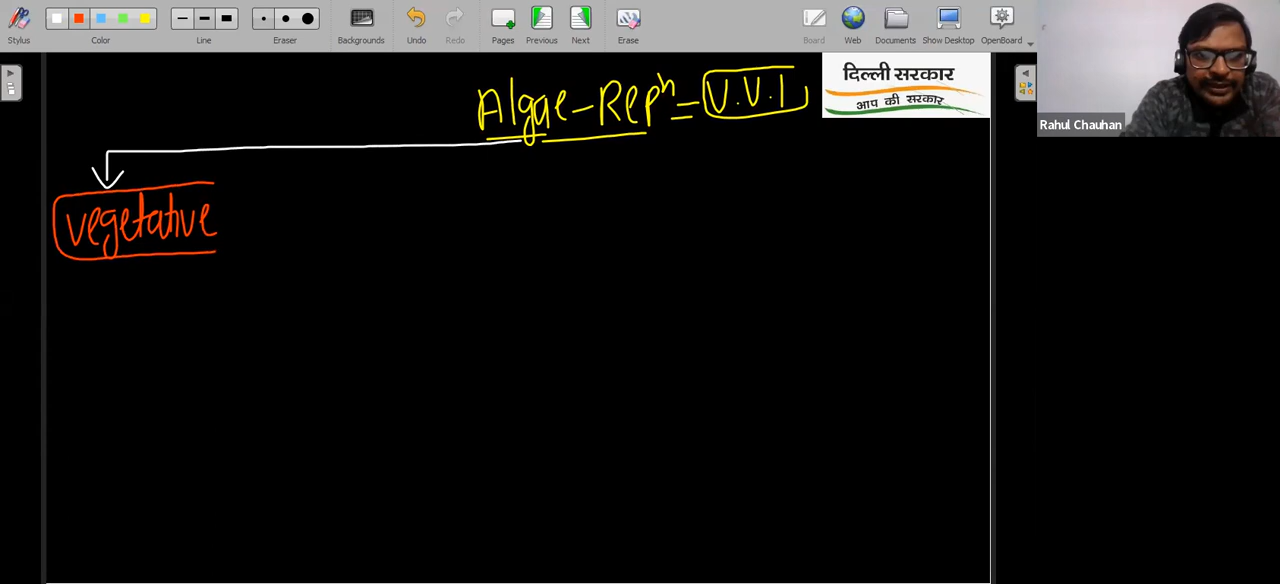 Stylus
Color
Line
Eraser
Backgrounds
Undo
Redo
Pages
Previous
Next
Erase
Board
Web
Documents
Show Desktop
OpenBoard
Algae - Repⁿ = V.V.I
दिल्ली सरकार
आप की सरकार
Rahul Chauhan
vegetative